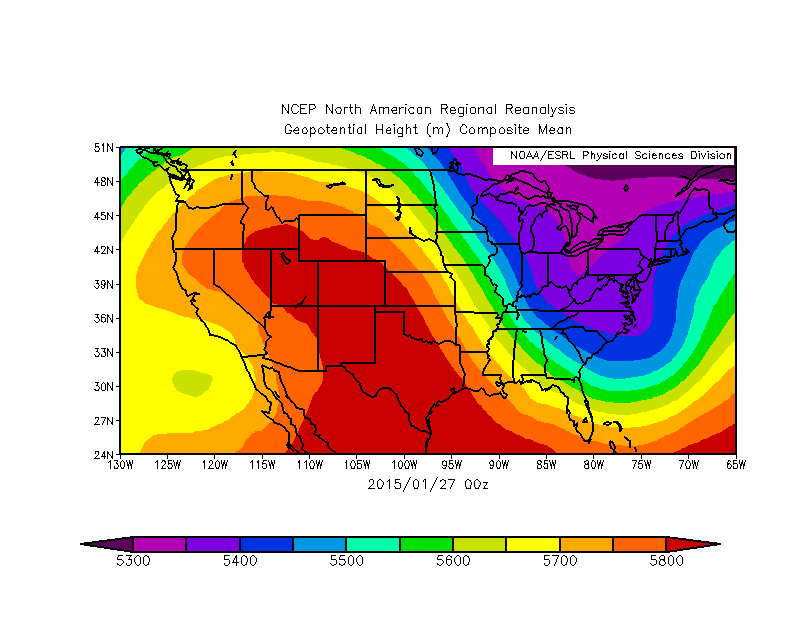 NCEP North American Regional Reanalysis
Geopotential Height (m) Composite Mean
NOAA/ESRL Physical Sciences Division
51N
48N
45N
42N
39N
36N
33N
30N
27N
24N
130W 125W 120W 115W 110W 105W 100W 95W 90W 85W 80W 75W 70W 65W
2015/01/27 00z
5300 5400 5500 5600 5700 5800